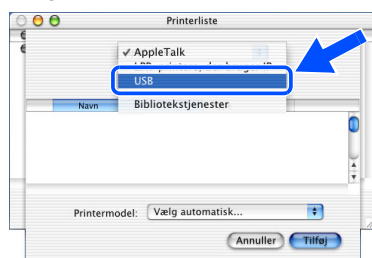 Printerliste
AppleTalk
USB
Bibliotekstjenester
Navn
Printermodel: Vælg automatisk...
Annuller Tilføj